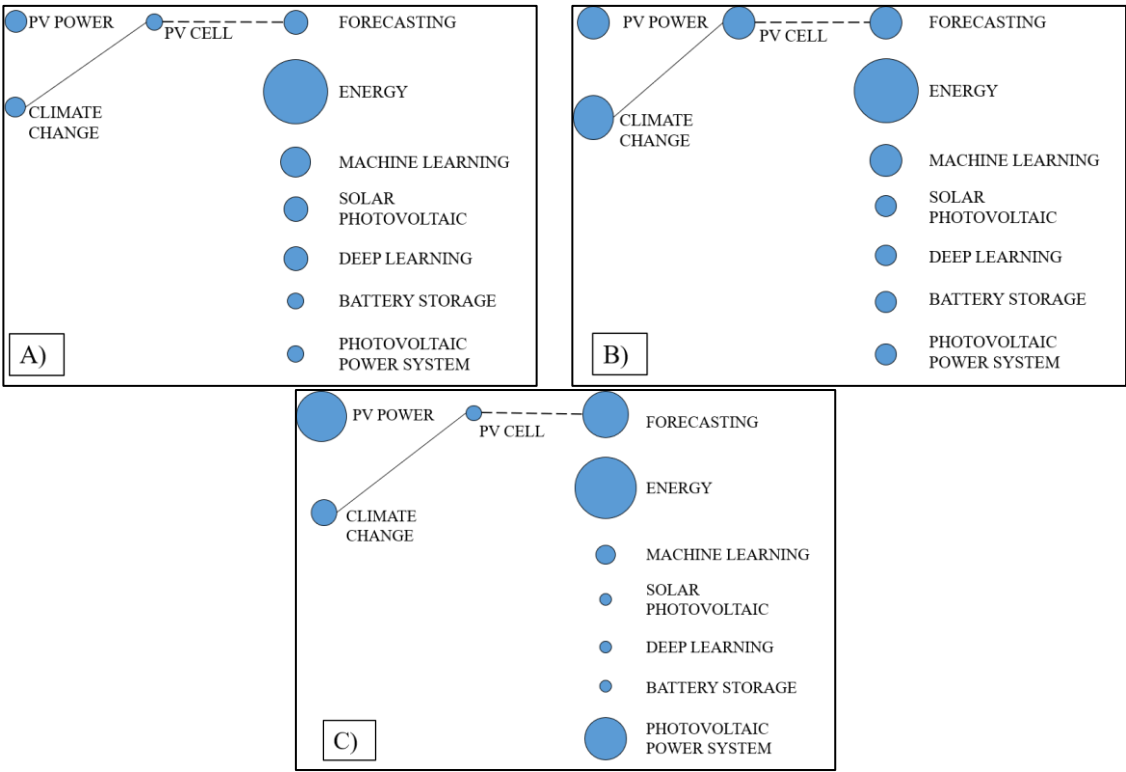 PV POWER
PV CELL
FORECASTING
ENERGY
CLIMATE
CHANGE
MACHINE LEARNING
SOLAR
PHOTOVOLTAIC
DEEP LEARNING
BATTERY STORAGE
PHOTOVOLTAIC
POWER SYSTEM
A)
PV POWER
PV CELL
FORECASTING
ENERGY
CLIMATE
CHANGE
MACHINE LEARNING
SOLAR
PHOTOVOLTAIC
DEEP LEARNING
BATTERY STORAGE
PHOTOVOLTAIC
POWER SYSTEM
B)
PV POWER
PV CELL
FORECASTING
ENERGY
CLIMATE
CHANGE
MACHINE LEARNING
SOLAR
PHOTOVOLTAIC
DEEP LEARNING
BATTERY STORAGE
PHOTOVOLTAIC
POWER SYSTEM
C)